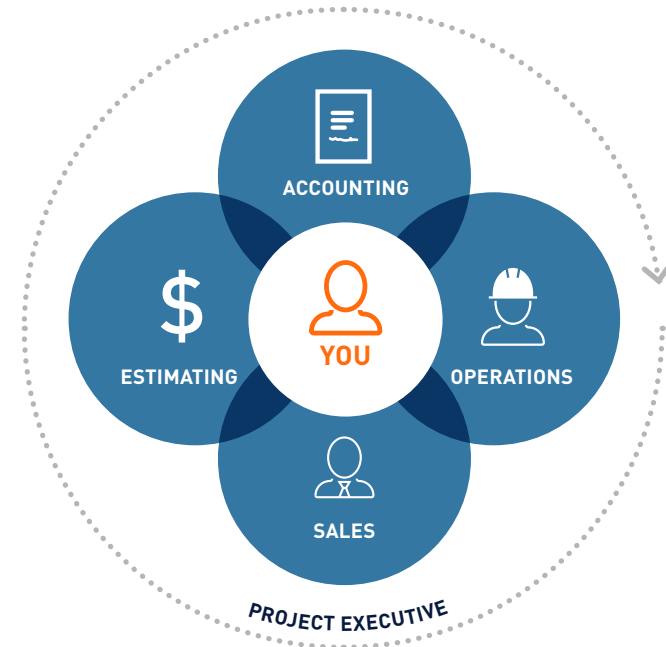 ACCOUNTING
$
ESTIMATING
YOU
OPERATIONS
SALES
PROJECT EXECUTIVE